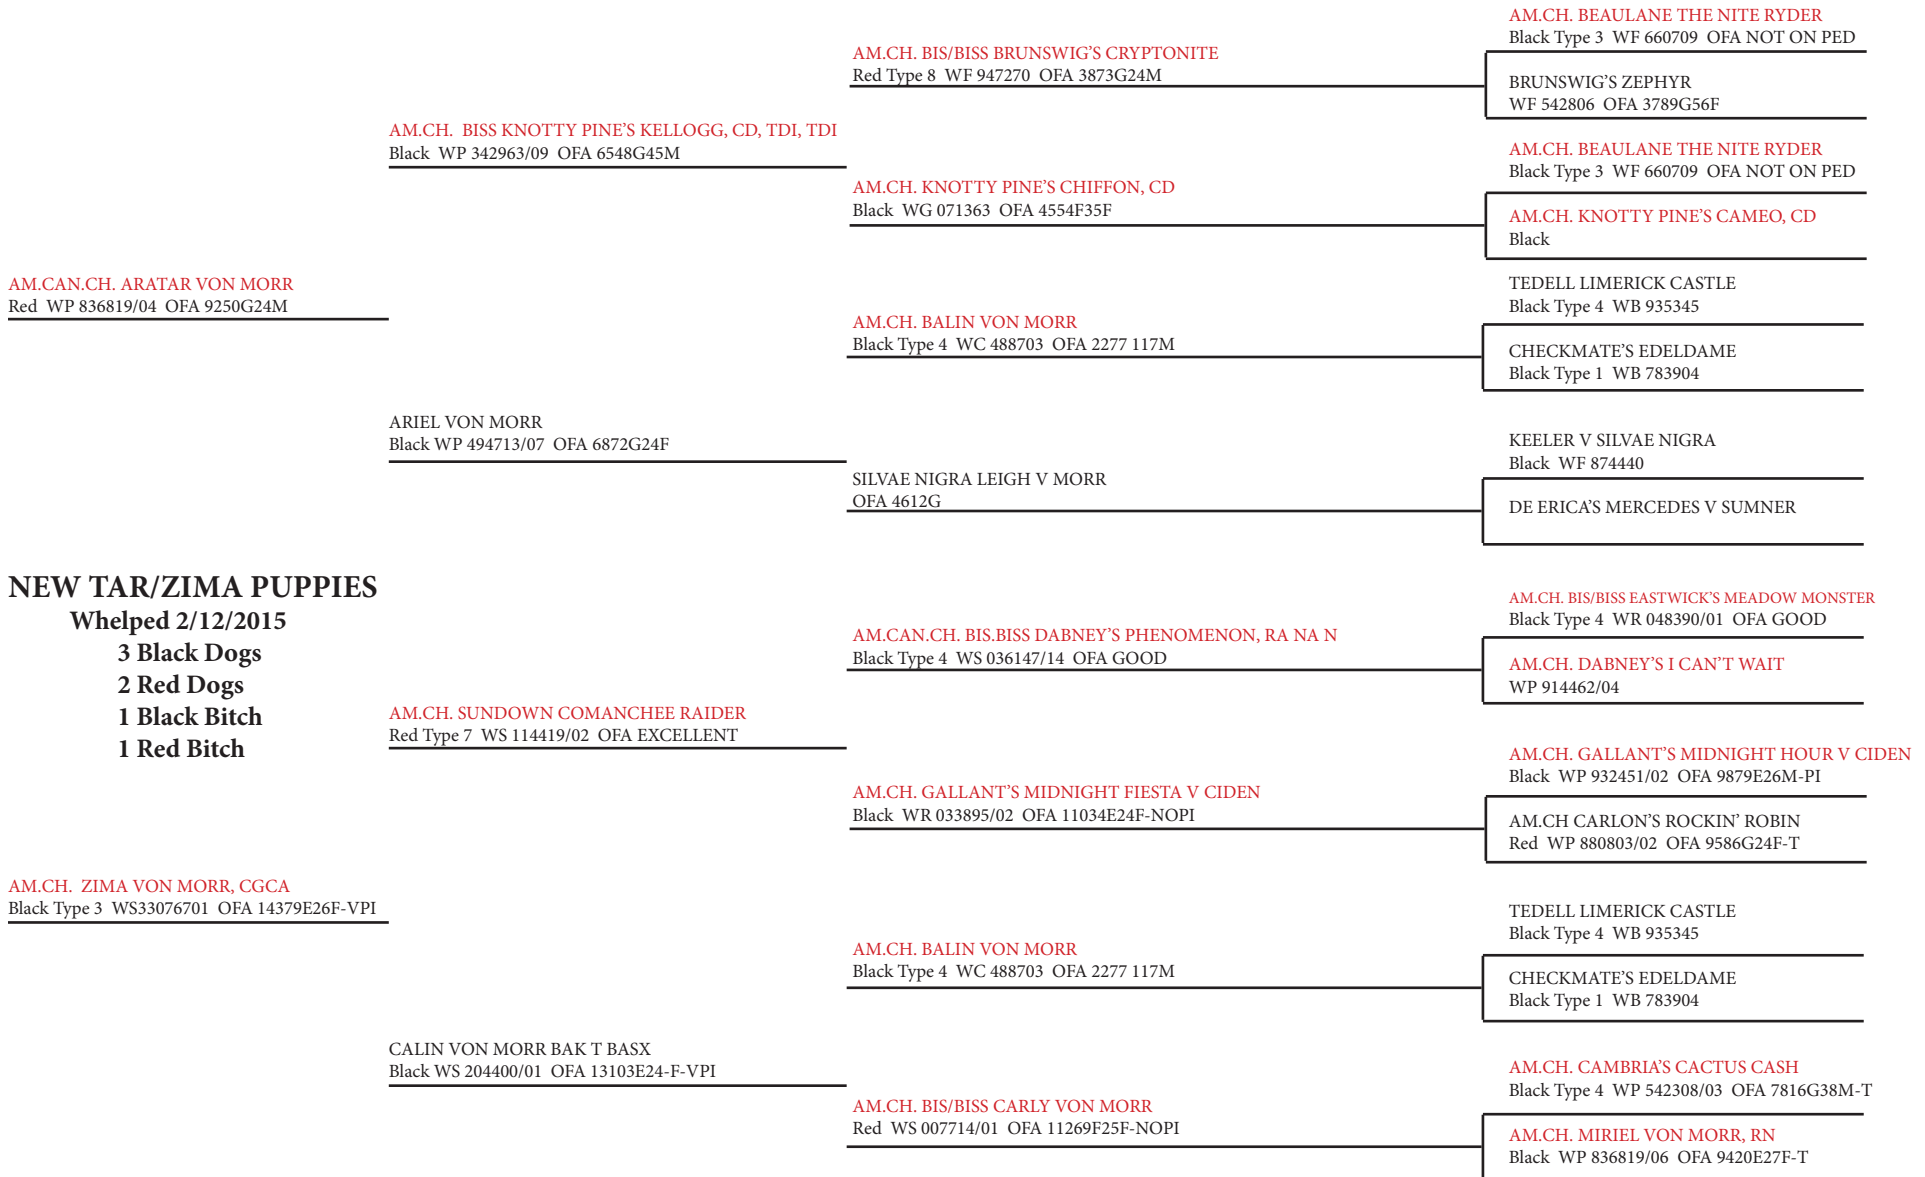 AM.CH. BEAULANE THE NITE RYDER
Black Type 3  WF 660709  OFA NOT ON PED
AM.CH. BIS/BISS BRUNSWIG'S CRYPTONITE
Red Type 8  WF 947270  OFA 3873G24M
BRUNSWIG'S ZEPHYR
WF 542806  OFA 3789G56F
AM.CH.  BISS KNOTTY PINE'S KELLOGG, CD, TDI, TDI
Black  WP 342963/09  OFA 6548G45M
AM.CH. BEAULANE THE NITE RYDER
Black Type 3  WF 660709  OFA NOT ON PED
AM.CH. KNOTTY PINE'S CHIFFON, CD
Black  WG 071363  OFA 4554F35F
AM.CH. KNOTTY PINE'S CAMEO, CD
Black
AM.CAN.CH. ARATAR VON MORR
Red  WP 836819/04  OFA 9250G24M
TEDELL LIMERICK CASTLE
Black Type 4  WB 935345
AM.CH. BALIN VON MORR
Black Type 4  WC 488703  OFA 2277 117M
CHECKMATE'S EDELDAME
Black Type 1  WB 783904
ARIEL VON MORR
Black WP 494713/07  OFA 6872G24F
KEELER V SILVAE NIGRA
Black  WF 874440
SILVAE NIGRA LEIGH V MORR
OFA 4612G
DE ERICA'S MERCEDES V SUMNER
NEW TAR/ZIMA PUPPIES
Whelped 2/12/2015
3 Black Dogs
2 Red Dogs
1 Black Bitch
1 Red Bitch
AM.CH. BIS/BISS EASTWICK'S MEADOW MONSTER
Black Type 4  WR 048390/01  OFA GOOD
AM.CAN.CH. BIS.BISS DABNEY'S PHENOMENON, RA NA N
Black Type 4  WS 036147/14  OFA GOOD
AM.CH. DABNEY'S I CAN'T WAIT
WP 914462/04
AM.CH. SUNDOWN COMANCHEE RAIDER
Red Type 7  WS 114419/02  OFA EXCELLENT
AM.CH. GALLANT'S MIDNIGHT HOUR V CIDEN
Black  WP 932451/02  OFA 9879E26M-PI
AM.CH. GALLANT'S MIDNIGHT FIESTA V CIDEN
Black  WR 033895/02  OFA 11034E24F-NOPI
AM.CH CARLON'S ROCKIN' ROBIN
Red  WP 880803/02  OFA 9586G24F-T
AM.CH.  ZIMA VON MORR, CGCA
Black Type 3  WS33076701  OFA 14379E26F-VPI
TEDELL LIMERICK CASTLE
Black Type 4  WB 935345
AM.CH. BALIN VON MORR
Black Type 4  WC 488703  OFA 2277 117M
CHECKMATE'S EDELDAME
Black Type 1  WB 783904
CALIN VON MORR BAK T BASX
Black WS 204400/01  OFA 13103E24-F-VPI
AM.CH. CAMBRIA'S CACTUS CASH
Black Type 4  WP 542308/03  OFA 7816G38M-T
AM.CH. BIS/BISS CARLY VON MORR
Red  WS 007714/01  OFA 11269F25F-NOPI
AM.CH. MIRIEL VON MORR, RN
Black  WP 836819/06  OFA 9420E27F-T